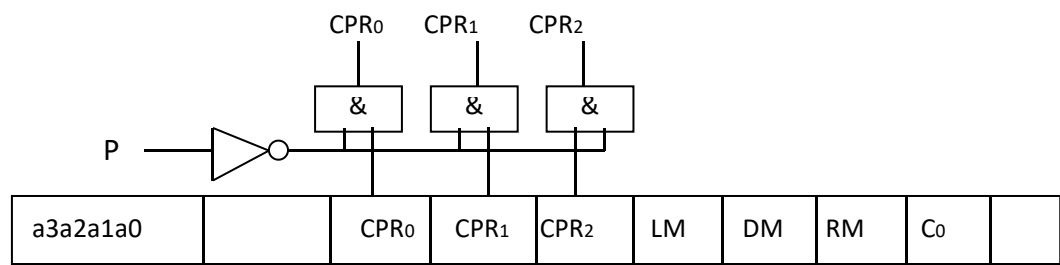 CPR0 CPR1 CPR2
& & &
P
a3a2a1a0 CPR0 CPR1 CPR2 LM DM RM C0